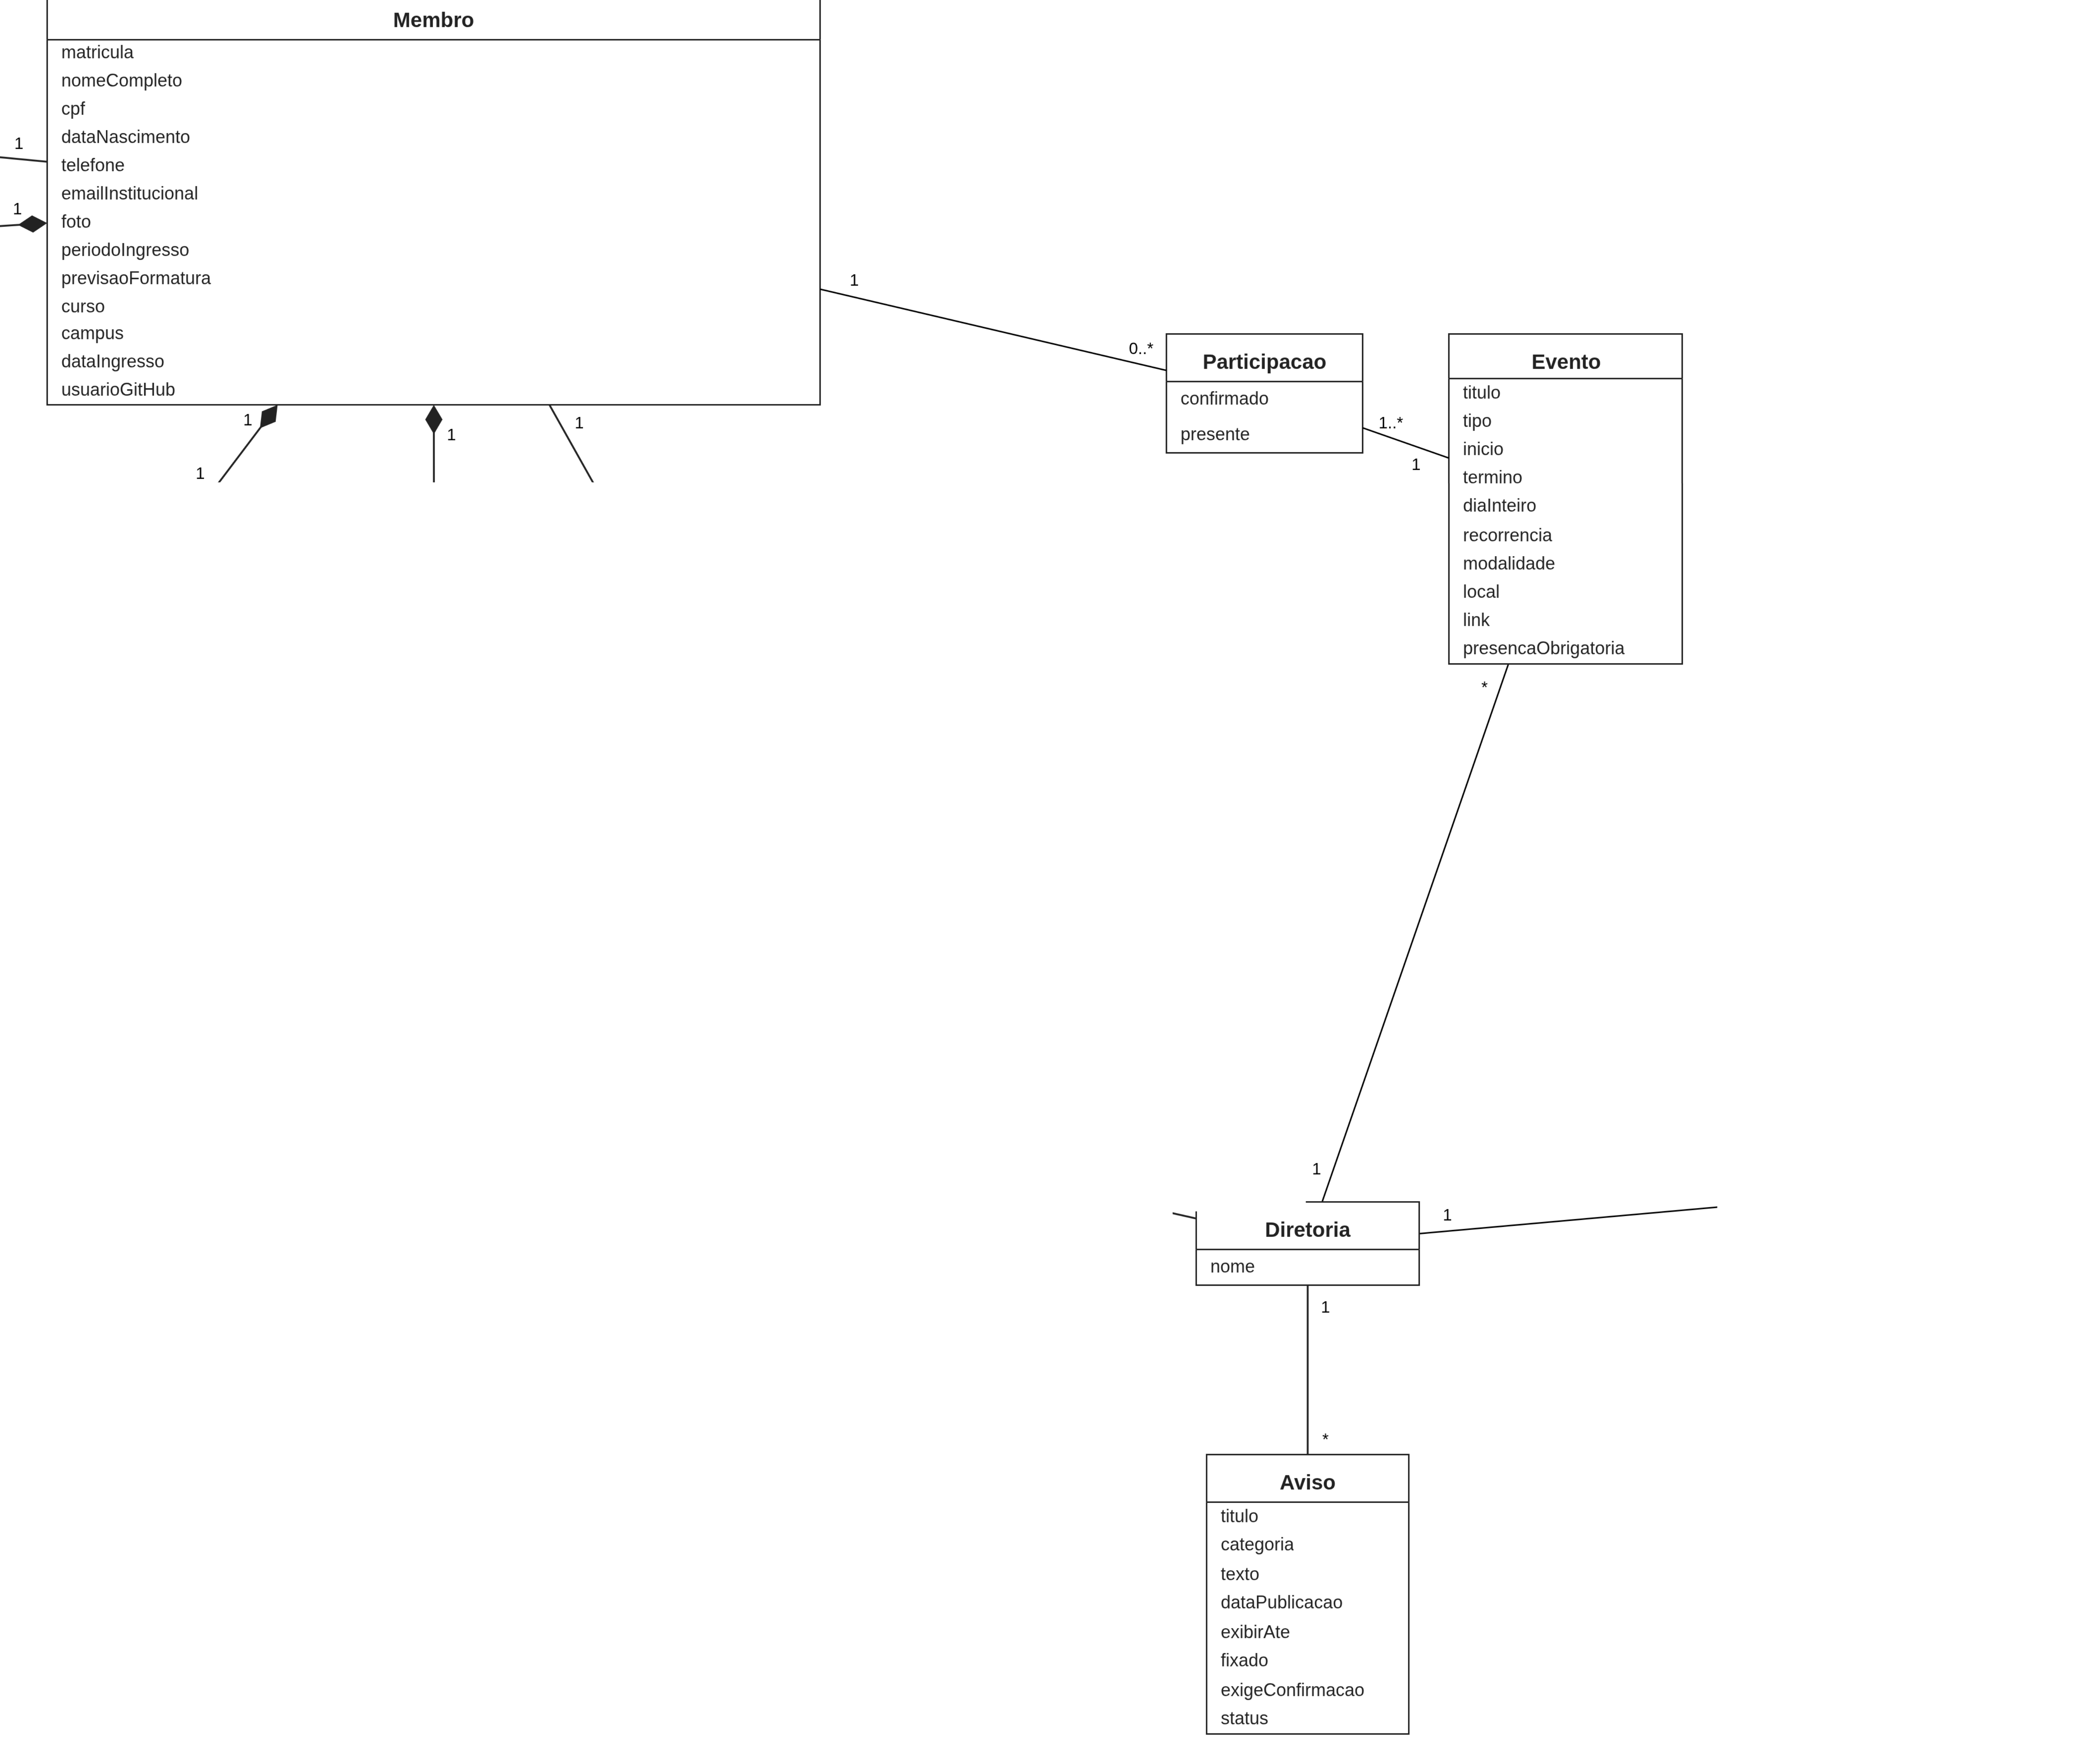 Membro
matricula
nomeCompleto
cpf
dataNascimento
telefone
emailInstitucional
foto
periodoIngresso
previsaoFormatura
curso
campus
dataIngresso
usuarioGitHub
1
1
1
1
1
1
1
0..*
Participacao
confirmado
presente
1..*
1
Evento
titulo
tipo
inicio
termino
diaInteiro
recorrencia
modalidade
local
link
presencaObrigatoria
*
1
Diretoria
nome
1
1
*
Aviso
titulo
categoria
texto
dataPublicacao
exibirAte
fixado
exigeConfirmacao
status